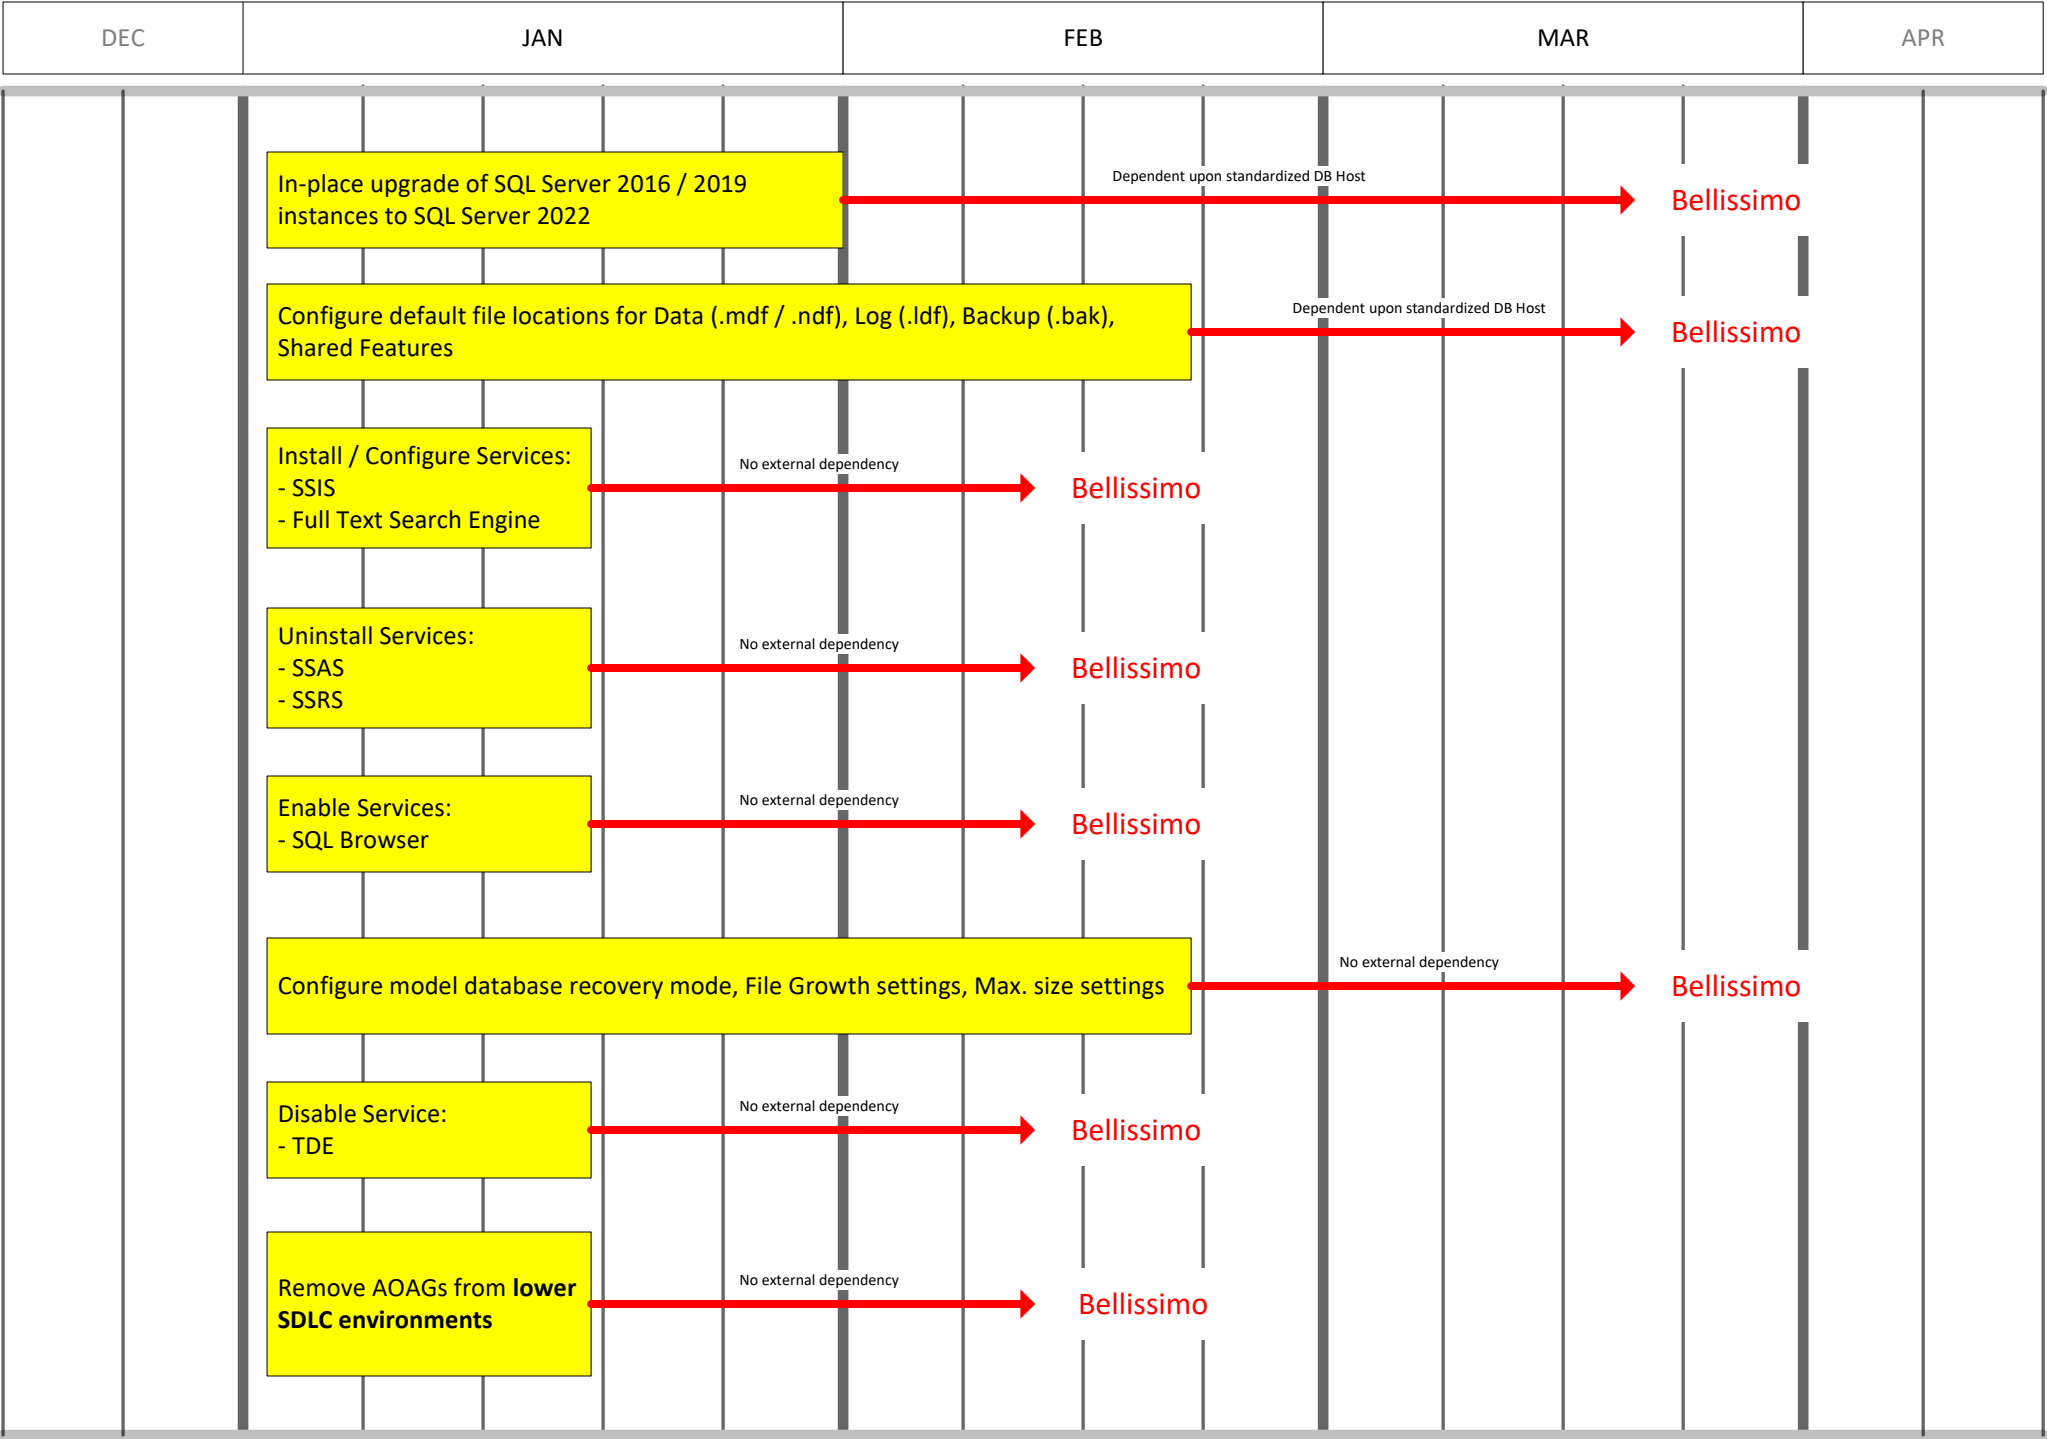 DEC
JAN
FEB
MAR
APR
In-place upgrade of SQL Server 2016 / 2019
instances to SQL Server 2022
Dependent upon standardized DB Host
Bellissimo
Configure default file locations for Data (.mdf / .ndf), Log (.ldf), Backup (.bak),
Shared Features
Dependent upon standardized DB Host
Bellissimo
Install / Configure Services:
- SSIS
- Full Text Search Engine
No external dependency
Bellissimo
Uninstall Services:
- SSAS
- SSRS
No external dependency
Bellissimo
Enable Services:
- SQL Browser
No external dependency
Bellissimo
Configure model database recovery mode, File Growth settings, Max. size settings
No external dependency
Bellissimo
Disable Service:
- TDE
No external dependency
Bellissimo
Remove AOAGs from lower
SDLC environments
No external dependency
Bellissimo